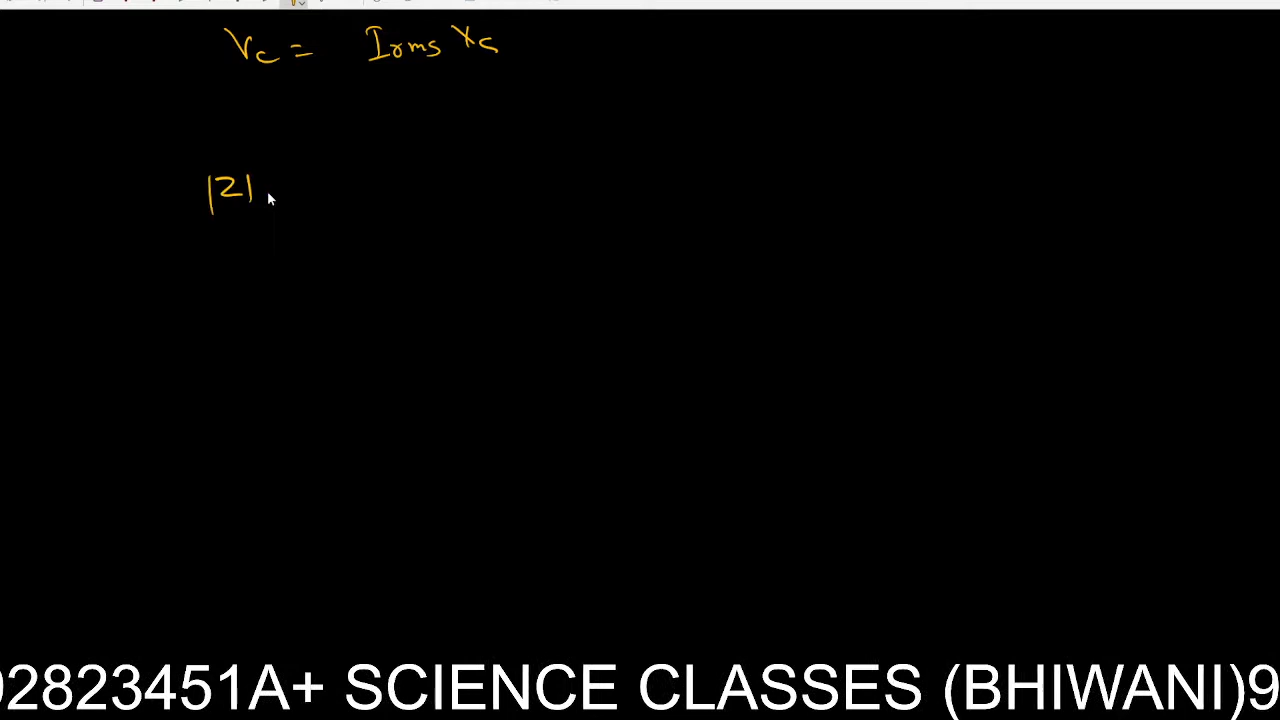 Vc = Irms Xc
|Z|
02823451A+ SCIENCE CLASSES (BHIWANI)9